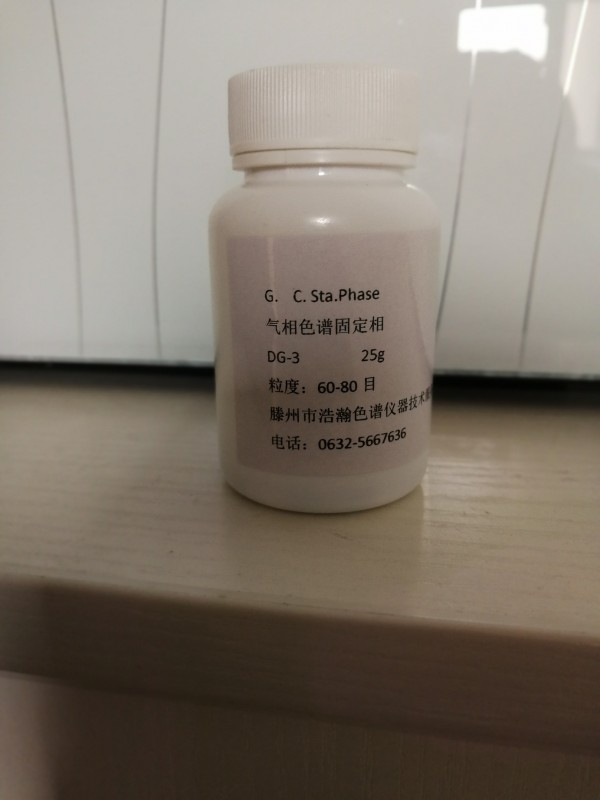 G. C. Sta.Phase
气相色谱固定相
DG-3 25g
粒度：60-80 目
滕州市浩瀚色谱仪器技术
电话：0632-5667636